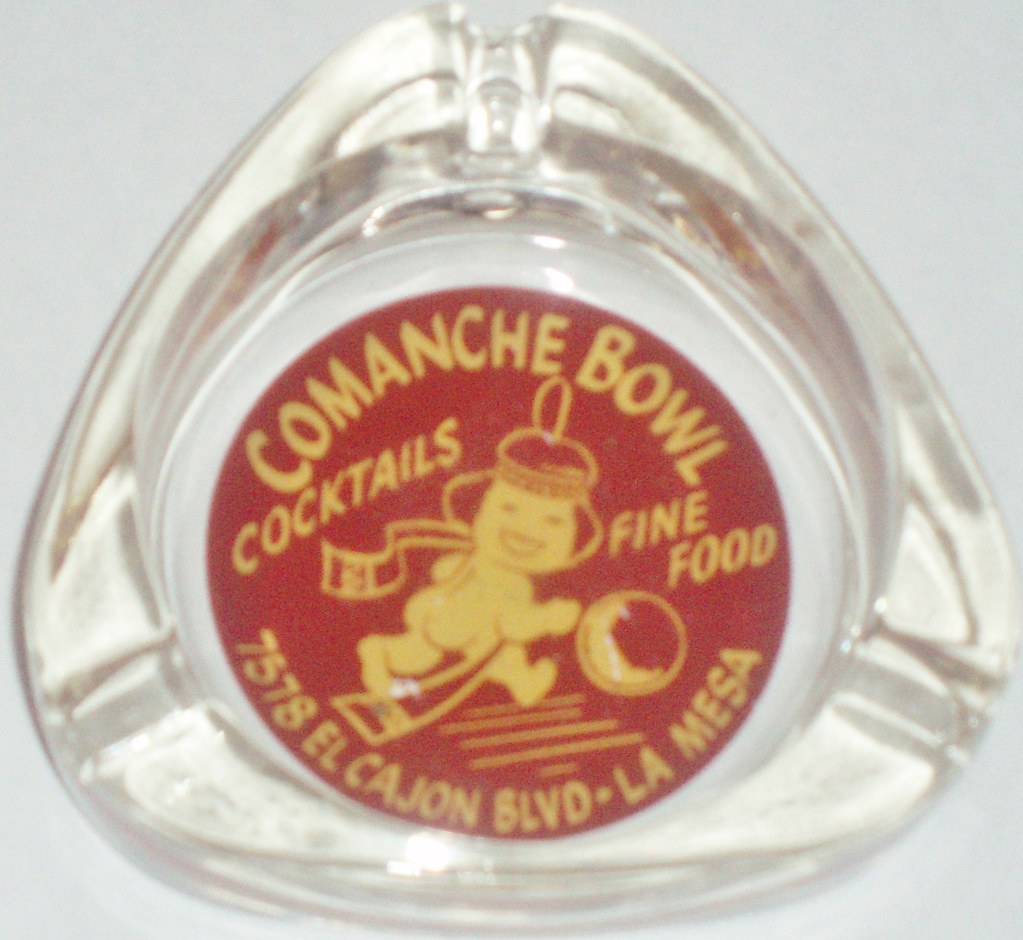 COMANCHE BOWL
COCKTAILS
FINE
FOOD
7578 EL CAJON BLVD - LA MESA